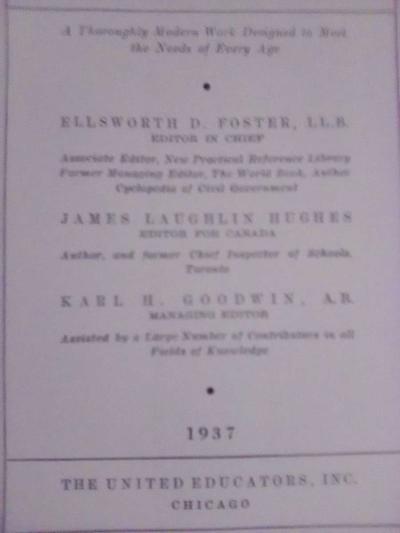 A Thoroughly Modern Work Designed to Meet
the Needs of Every Age
ELLSWORTH D. FOSTER, LL.B.
EDITOR IN CHIEF
Associate Editor, New Practical Reference Library
Former Managing Editor, The World Book, Author
Cyclopedia of Civil Government
JAMES LAUGHLIN HUGHES
EDITOR FOR CANADA
Author, and former Chief Inspector of Schools,
Toronto
KARL H. GOODWIN, A.B.
MANAGING EDITOR
Assisted by a Large Number of Contributors in all
Fields of Knowledge
1937
THE UNITED EDUCATORS, INC.
CHICAGO